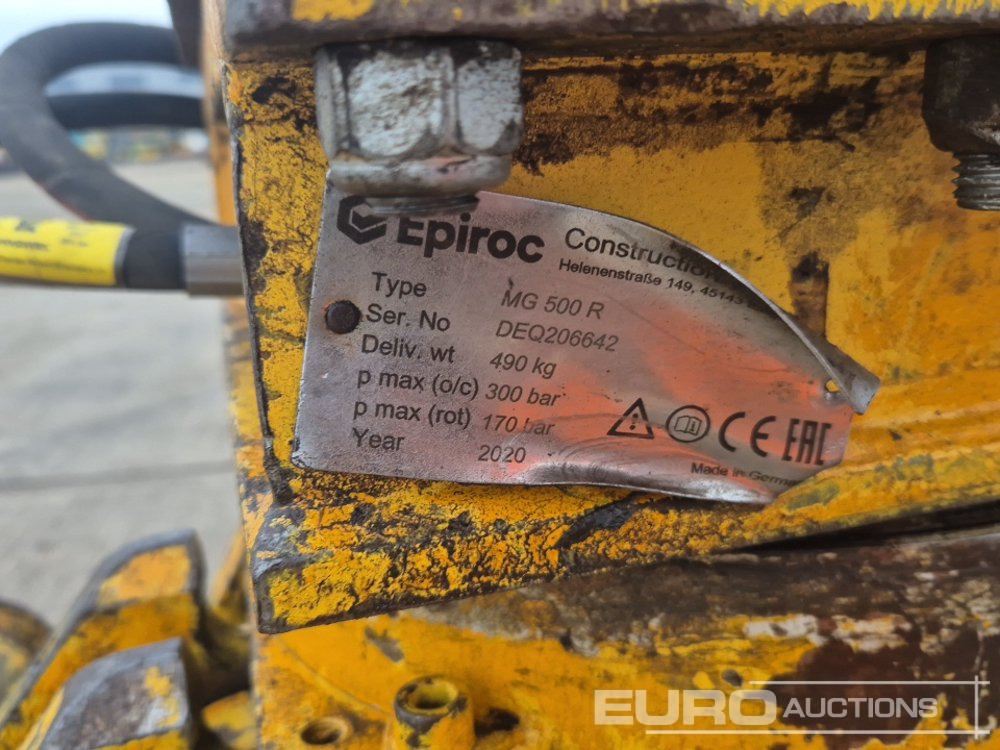 Epiroc Construction
Helenenstraße 149, 45143
Type MG 500 R
Ser. No DEQ206642
Deliv. wt 490 kg
p max (o/c) 300 bar
p max (rot) 170 bar
Year 2020
CE EAC
Made in Germ
EURO AUCTIONS